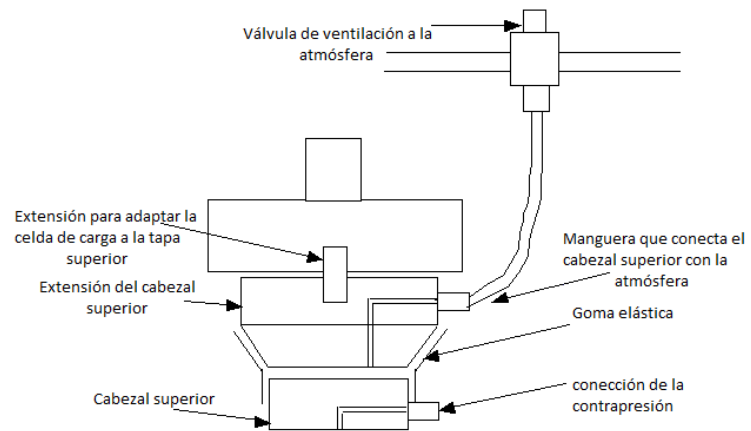 Válvula de ventilación a la
atmósfera
Extensión para adaptar la
celda de carga a la tapa
superior
Manguera que conecta el
cabezal superior con la
atmósfera
Extensión del cabezal
superior
Goma elástica
Cabezal superior
conección de la
contrapresión